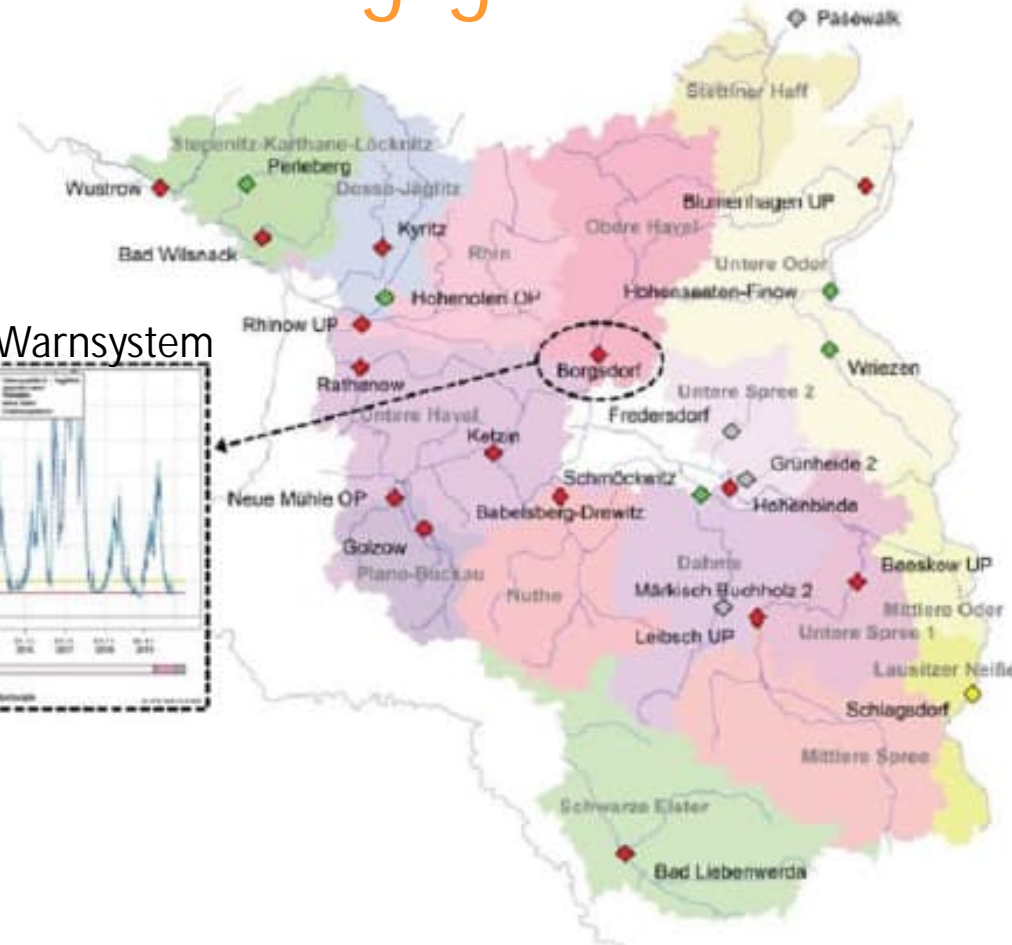 Pasewalk
Stettiner Haff
Stepenitz-Karthane-Löcknitz
Perleberg
Wustrow
Dosse-Jäglitz
Blumenhagen UP
Kyritz
Obere Havel
Bad Wilsnack
Rhin
Untere Oder
Hohensaaten-Finow
Hohenofen OP
Rhinow UP
Warnsystem
Borgsdorf
Wriezen
Rathenow
Untere Spree 2
Untere Havel
Fredersdorf
Ketzin
Grünheide 2
Schmöckwitz
Neue Mühle OP
Hohenbinde
Babelsberg-Drewitz
Golzow
Dahme
Beeskow UP
Plane-Buckau
Märkisch Buchholz 2
Nuthe
Mittlere Oder
Leibsch UP
Untere Spree 1
Lausitzer Neiße
Schlagsdorf
Mittlere Spree
Schwarze Elster
Bad Liebenwerda